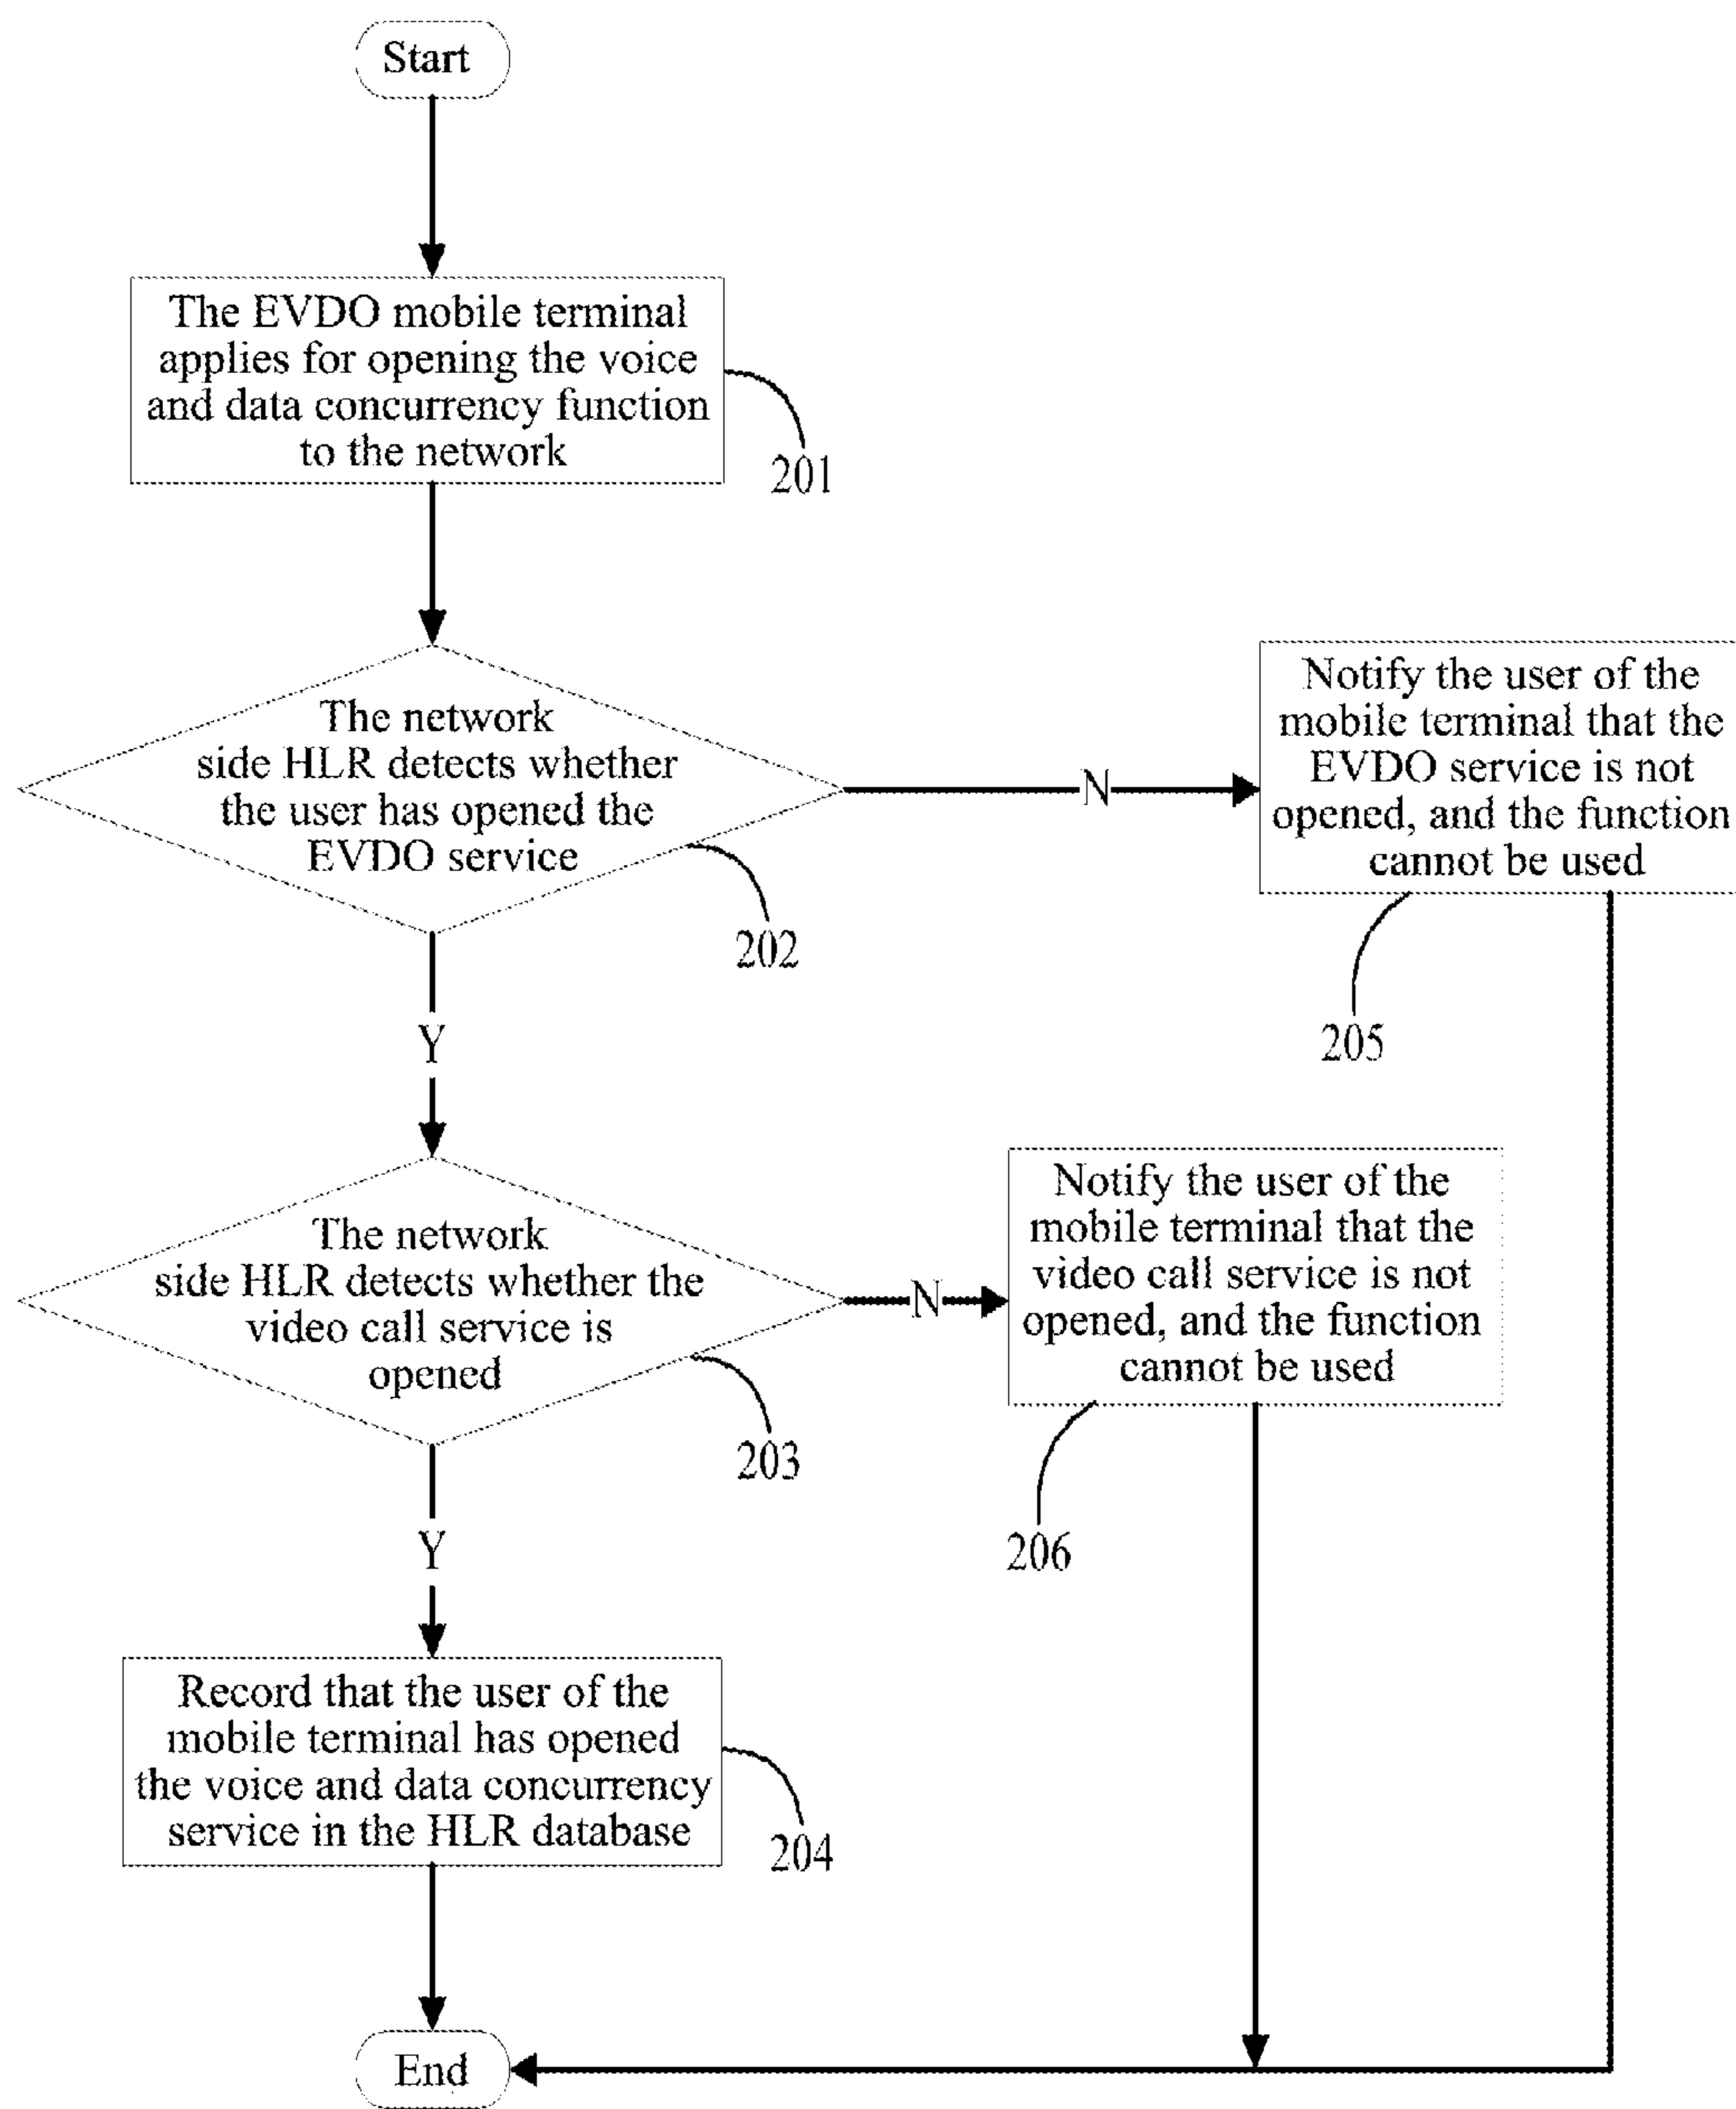 Start
The EVDO mobile terminal
applies for opening the voice
and data concurrency function
to the network
201
The network
side HLR detects whether
the user has opened the
EVDO service
202
N
Notify the user of the
mobile terminal that the
EVDO service is not
opened, and the function
cannot be used
205
Y
The network
side HLR detects whether the
video call service is
opened
203
N
Notify the user of the
mobile terminal that the
video call service is not
opened, and the function
cannot be used
206
Y
Record that the user of the
mobile terminal has opened
the voice and data concurrency
service in the HLR database
204
End